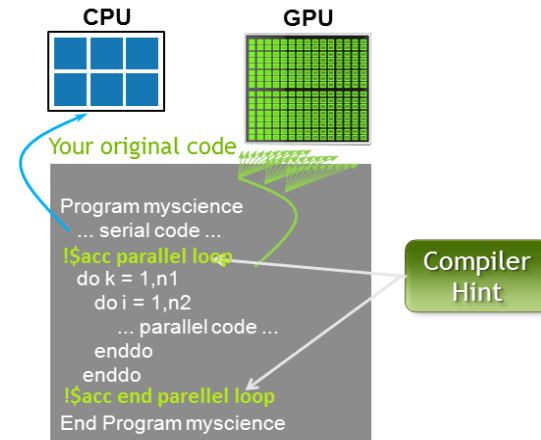 CPU
GPU
Your original code
Program myscience
... serial code ...
!$acc parallel loop
do k = 1,n1
do i = 1,n2
... parallel code ...
enddo
enddo
!$acc end parellel loop
End Program myscience
Compiler
Hint